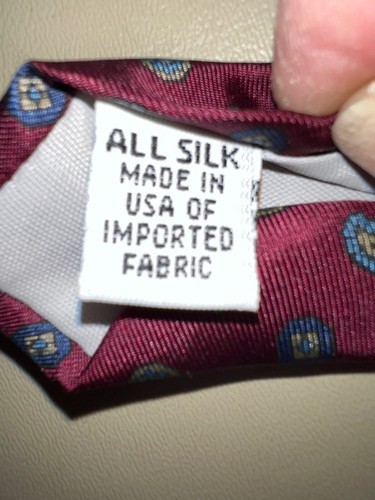 ALL SILK
MADE IN
USA OF
IMPORTED
FABRIC